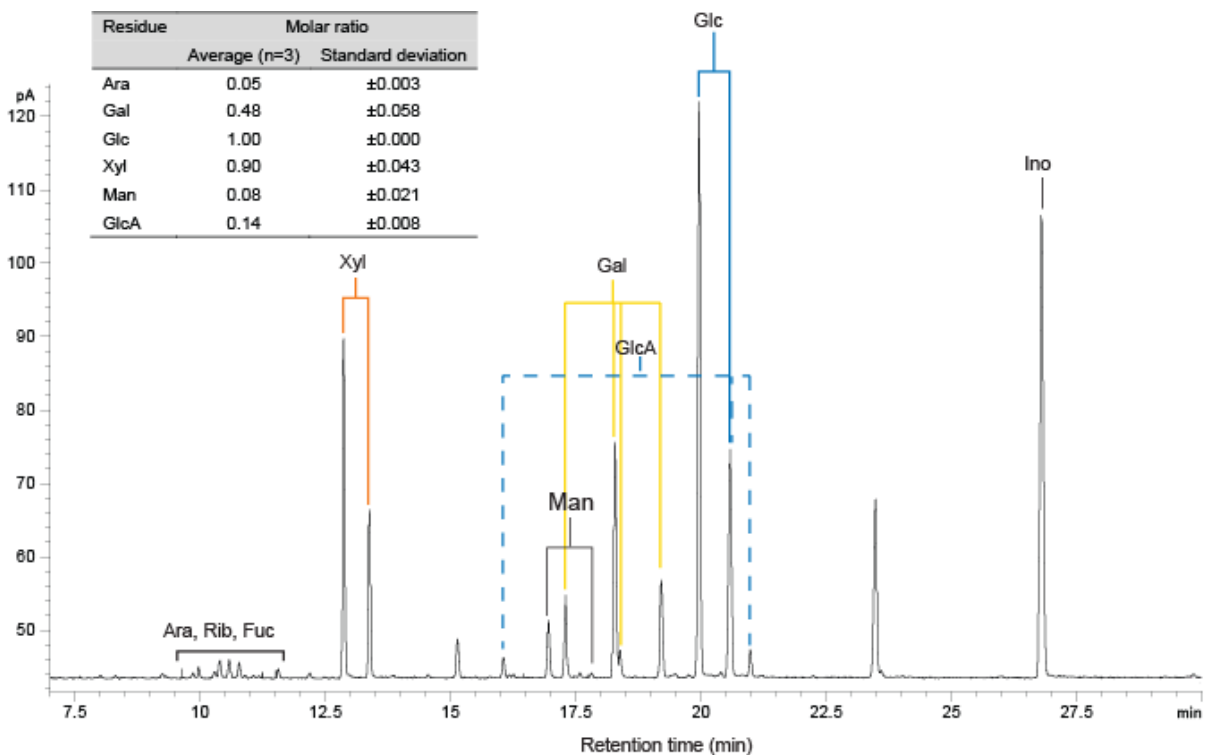 Residue Molar ratio
Average (n=3) Standard deviation
Ara 0.05 ±0.003
Gal 0.48 ±0.058
Glc 1.00 ±0.000
Xyl 0.90 ±0.043
Man 0.08 ±0.021
GlcA 0.14 ±0.008
pA
120
110
100
90
80
70
60
50
Glc
Ino
Xyl
Gal
GlcA
Man
Ara, Rib, Fuc
7.5 10 12.5 15 17.5 20 22.5 25 27.5 min
Retention time (min)